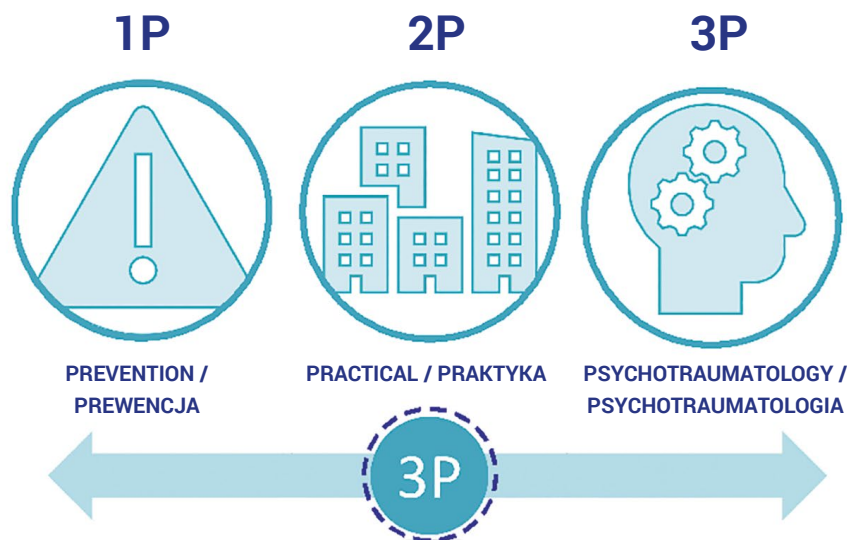 1P
2P
3P
PREVENTION /
PREWENCJA
PRACTICAL / PRAKTYKA
PSYCHOTRAUMATOLOGY /
PSYCHOTRAUMATOLOGIA
3P